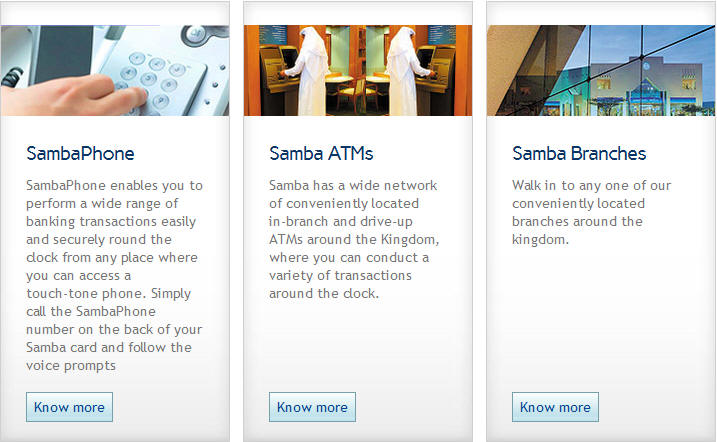 SambaPhone
SambaPhone enables you to
perform a wide range of
banking transactions easily
and securely round the
clock from any place where
you can access a
touch-tone phone. Simply
call the SambaPhone
number on the back of your
Samba card and follow the
voice prompts
Know more
Samba ATMs
Samba has a wide network
of conveniently located
in-branch and drive-up
ATMs around the Kingdom,
where you can conduct a
variety of transactions
around the clock.
Know more
Samba Branches
Walk in to any one of our
conveniently located
branches around the
kingdom.
Know more